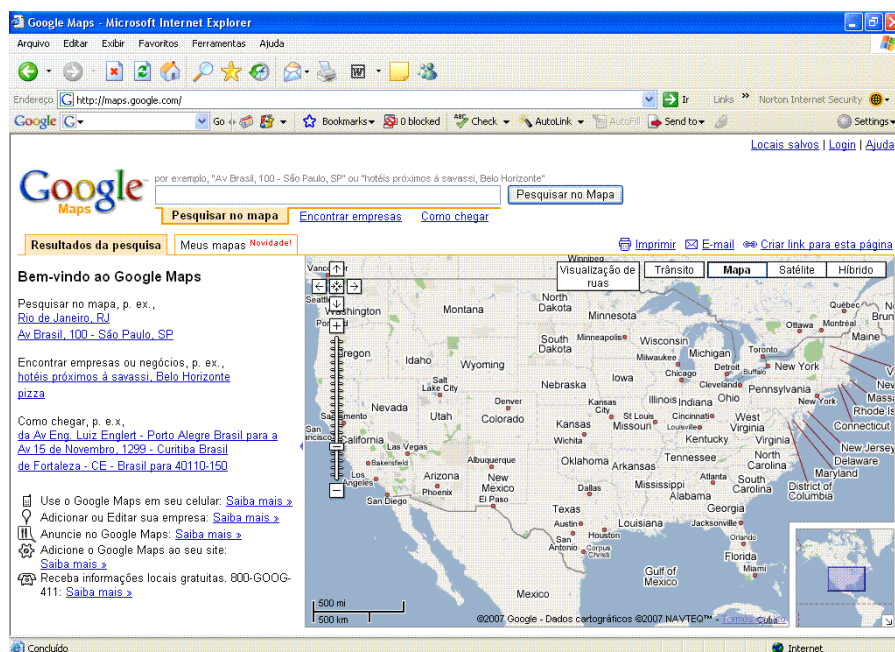 Google Maps - Microsoft Internet Explorer
Arquivo Editar Exibir Favoritos Ferramentas Ajuda
Endereço http://maps.google.com/ Ir Links » Norton Internet Security
Google G Go Bookmarks 0 blocked ABC Check AutoLink AutoFill Send to Settings
Locais salvos | Login | Ajuda
por exemplo, "Av Brasil, 100 - São Paulo, SP" ou "hotéis próximos á savassi, Belo Horizonte"
Google Maps
Pesquisar no Mapa
Pesquisar no mapa Encontrar empresas Como chegar
Resultados da pesquisa Meus mapas Novidade!
Imprimir E-mail Criar link para esta página
Bem-vindo ao Google Maps
Pesquisar no mapa, p. ex.,
Rio de Janeiro, RJ
Av Brasil, 100 - São Paulo, SP
Encontrar empresas ou negócios, p. ex.,
hotéis próximos á savassi, Belo Horizonte
pizza
Como chegar, p. e.x,
da Av Eng. Luiz Englert - Porto Alegre Brasil para a
Av 15 de Novembro, 1299 - Curitiba Brasil
de Fortaleza - CE - Brasil para 40110-150
Use o Google Maps em seu celular: Saiba mais »
Adicionar ou Editar sua empresa: Saiba mais »
Anuncie no Google Maps: Saiba mais »
Adicione o Google Maps ao seu site:
Saiba mais »
Receba informações locais gratuitas. 800-GOOG-
411: Saiba mais »
Visualização de ruas
Trânsito Mapa Satélite Híbrido
Winnipeg
Washington
Montana
North Dakota
Minnesota
Québec
Ottawa
Montréal
Maine
South Dakota
Minneapolis
Wisconsin
Michigan
Toronto
Oregon
Idaho
Wyoming
Milwaukee
Detroit
Buffalo
New York
Chicago
Salt Lake City
Nebraska
Iowa
Cleveland
Pennsylvania
New York
Nevada
Utah
Denver
Colorado
Kansas City
Illinois
Indiana
Ohio
Connecticut
Kansas
St Louis
Missouri
Cincinnati
Louisville
West Virginia
California
Las Vegas
Wichita
Kentucky
Virginia
New Jersey
Bakersfield
Albuquerque
Oklahoma
Arkansas
Tennessee
North Carolina
Delaware
Maryland
Los Angeles
Arizona
Phoenix
New Mexico
Dallas
Mississippi
Alabama
Atlanta
South Carolina
District of Columbia
San Diego
El Paso
Texas
Georgia
Austin
Louisiana
Jacksonville
San Antonio
Houston
Corpus Christi
Orlando
Florida
Gulf of Mexico
Miami
Mexico
Cuba
500 mi
500 km
©2007 Google - Dados cartográficos ©2007 NAVTEQ™ -
Concluído Internet